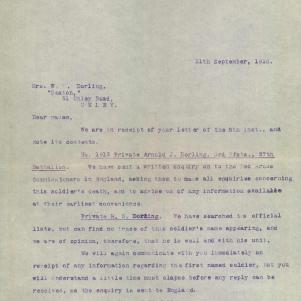 11th September,
Mrs. W. Dorling,
"Seaton,"
51 Unley Road,
UNLEY.
Dear Madam,
We are in receipt of your letter of the 8th inst., and
note its contents.
No. 1913 Private Arnold J. Dorling, 3rd Rfats., 27th
Battalion. We have sent a written enquiry on to the Red Cross
Commissioners in England, asking them to make all enquiries concerning
this soldier's death, and to advise us of any information available
at their earliest convenience.
Private R. S. Dorling. We have searched the official
lists, but can find no trace of this soldier's name appearing, and
we are of opinion, therefore, that he is well and with his unit.
We will again communicate with you immediately on
receipt of any information regarding the first named soldier, but you
will understand a little time must elapse before any reply can be
received, as the enquiry is sent to England.